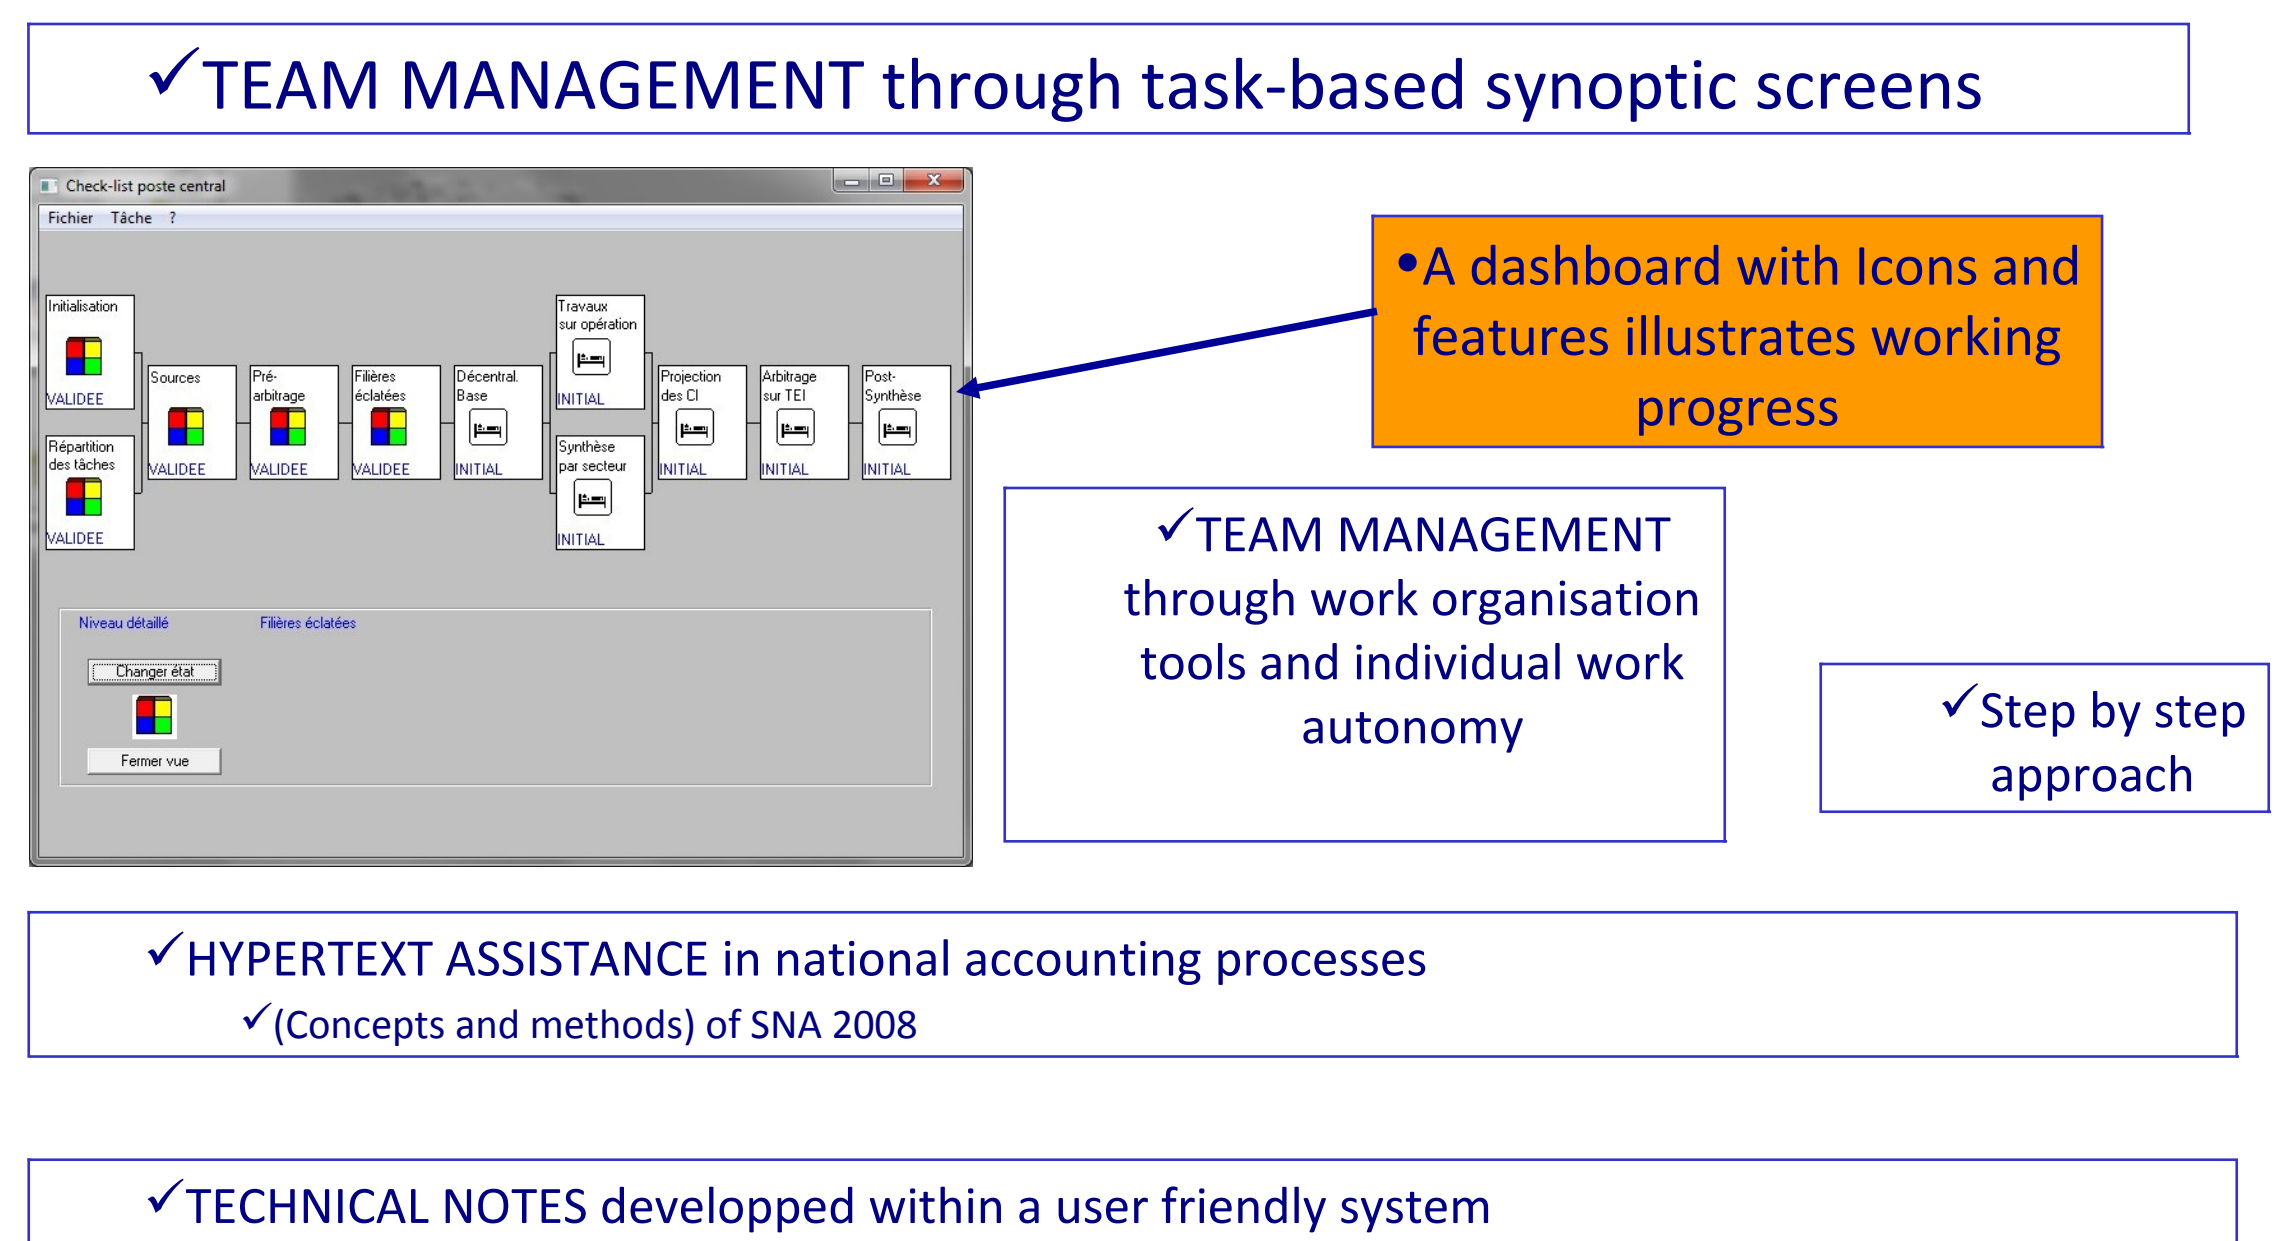 ✓TEAM MANAGEMENT through task-based synoptic screens
Check-list poste central
Fichier Tâche ?
Initialisation
VALIDEE
Répartition
des tâches
VALIDEE
Sources
VALIDEE
Pré-
arbitrage
VALIDEE
Filières
éclatées
VALIDEE
Décentral.
Base
INITIAL
Travaux
sur opération
INITIAL
Synthèse
par secteur
INITIAL
Projection
des CI
INITIAL
Arbitrage
sur TEI
INITIAL
Post-
Synthèse
INITIAL
Niveau détaillé Filières éclatées
Changer état
Fermer vue
•A dashboard with Icons and
features illustrates working
progress
✓TEAM MANAGEMENT
through work organisation
tools and individual work
autonomy
✓Step by step
approach
✓HYPERTEXT ASSISTANCE in national accounting processes
✓(Concepts and methods) of SNA 2008
✓TECHNICAL NOTES developped within a user friendly system